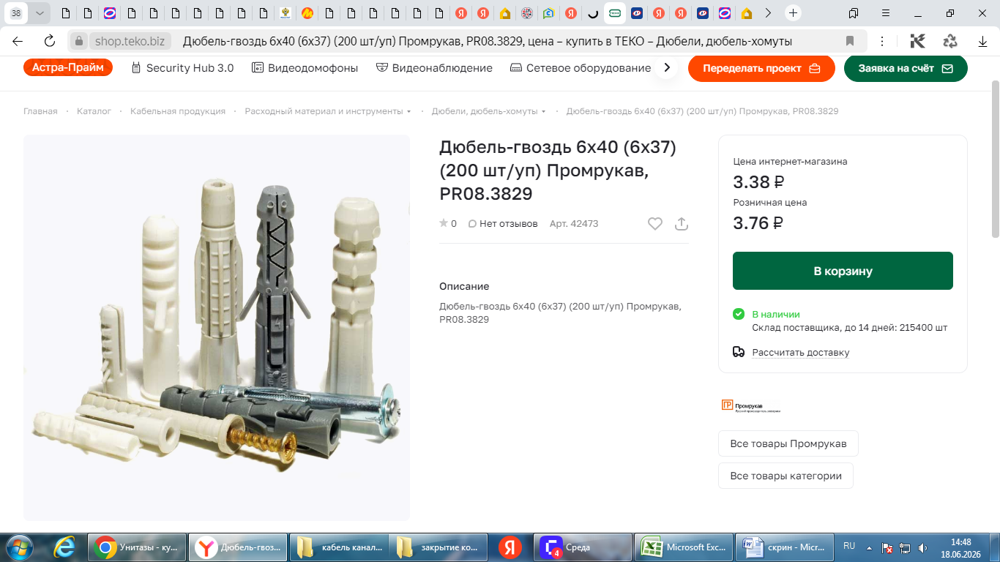 38
shop.teko.biz
Дюбель-гвоздь 6х40 (6х37) (200 шт/уп) Промрукав, PR08.3829, цена – купить в ТЕКО – Дюбели, дюбель-хомуты
Астра-Прайм
Security Hub 3.0
Видеодомофоны
Видеонаблюдение
Сетевое оборудование
Переделать проект
Заявка на счёт
Главная · Каталог · Кабельная продукция · Расходный материал и инструменты · Дюбели, дюбель-хомуты · Дюбель-гвоздь 6х40 (6х37) (200 шт/уп) Промрукав, PR08.3829
Дюбель-гвоздь 6х40 (6х37)
(200 шт/уп) Промрукав,
PR08.3829
0
Нет отзывов
Арт. 42473
Описание
Дюбель-гвоздь 6х40 (6х37) (200 шт/уп) Промрукав,
PR08.3829
Цена интернет-магазина
3.38 ₽
Розничная цена
3.76 ₽
В корзину
В наличии
Склад поставщика, до 14 дней: 215400 шт
Рассчитать доставку
Промрукав
Все товары Промрукав
Все товары категории
Унитазы - ку...
Дюбель-гвоз...
кабель канал...
закрытие ко...
Я
4
Среда
Microsoft Exc...
скрин - Micr...
RU
14:48
18.06.2026